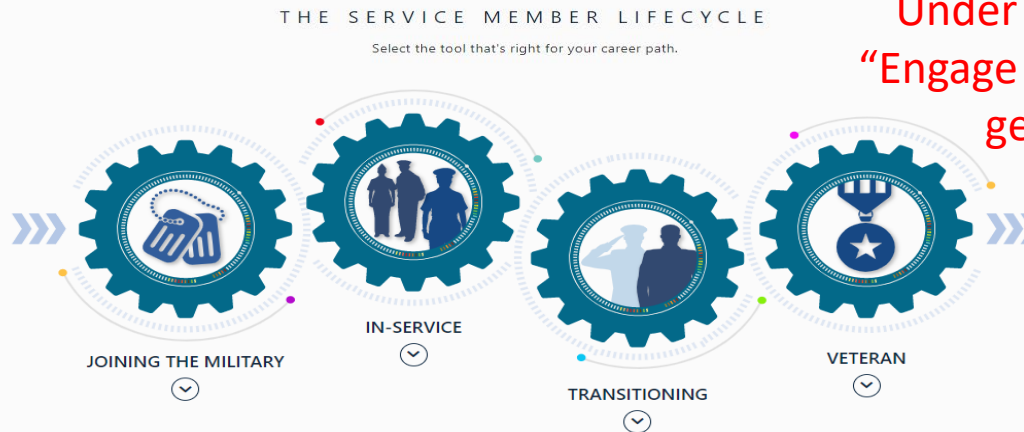 THE SERVICE MEMBER LIFECYCLE
Select the tool that's right for your career path.
Under
“Engage
JOINING THE MILITARY
IN-SERVICE
TRANSITIONING
VETERAN